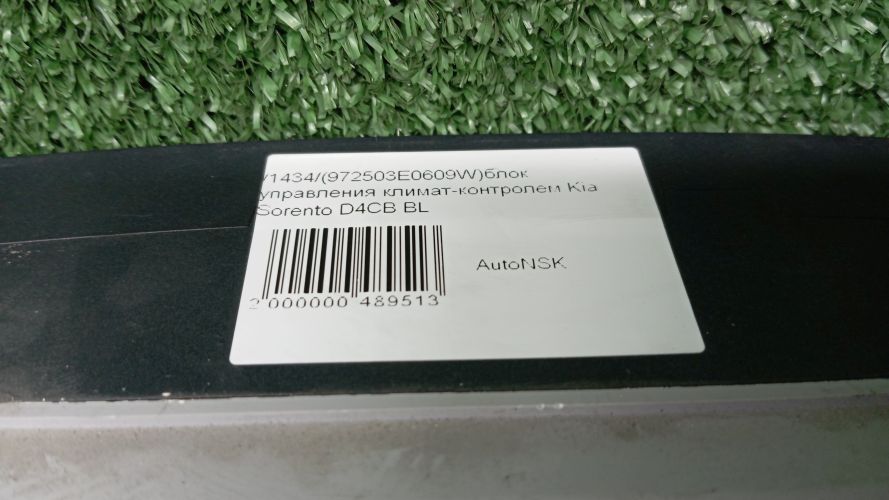 /1434/(972503E0609W)блок
управления климат-контролем Kia
Sorento D4CB BL
AutoNSK
2 000000 489513